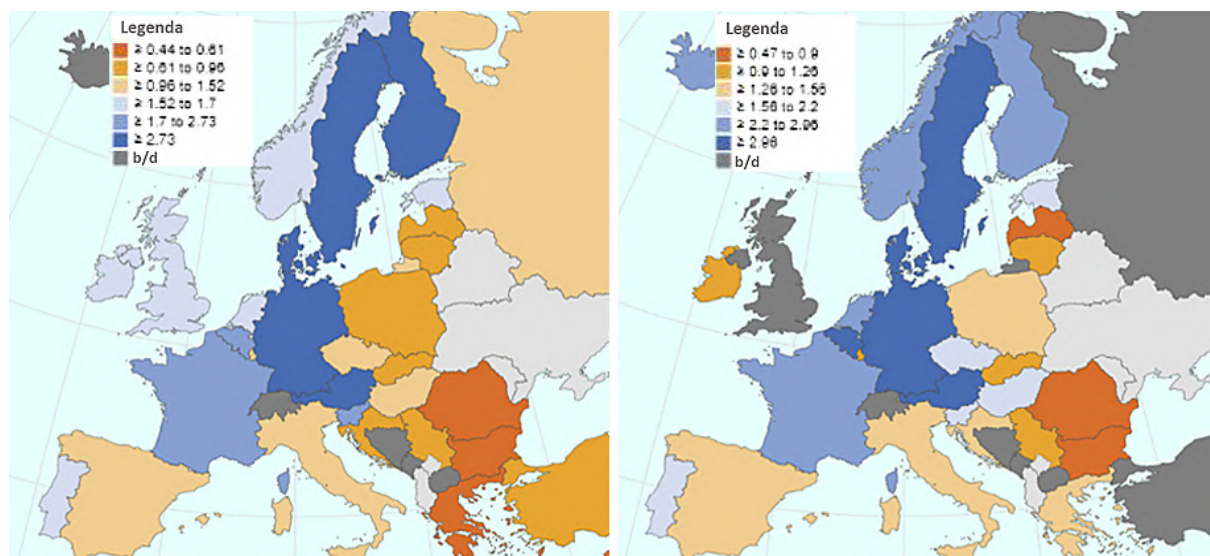 Legenda
≥ 0.44 to 0.61
≥ 0.61 to 0.96
≥ 0.96 to 1.52
≥ 1.52 to 1.7
≥ 1.7 to 2.73
≥ 2.73
b/d
Legenda
≥ 0.47 to 0.9
≥ 0.9 to 1.26
≥ 1.26 to 1.56
≥ 1.56 to 2.2
≥ 2.2 to 2.96
≥ 2.96
b/d